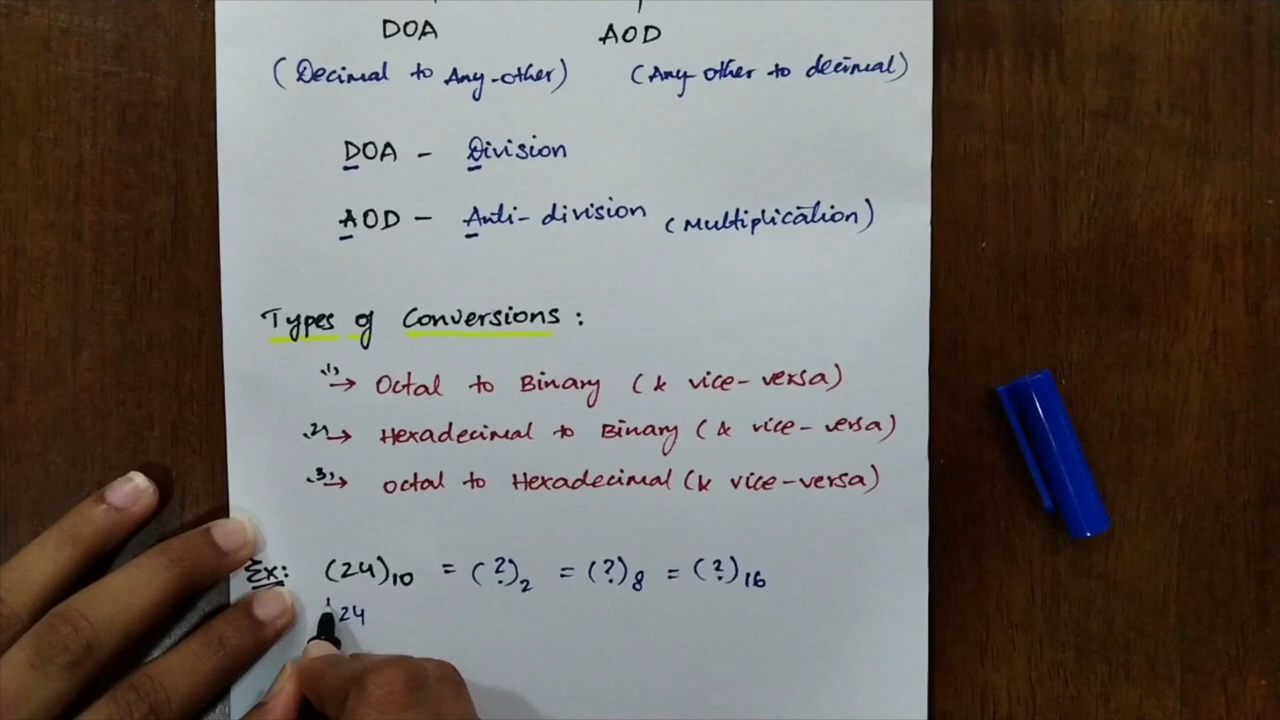 DOA AOD
(Decimal to Any-other) (Any other to decimal)
DOA - Division
AOD - Anti-division (Multiplication)
Types of Conversions :
.1) → Octal to Binary (& vice-versa)
.2) → Hexadecimal to Binary (& vice-versa)
.3) → octal to Hexadecimal (& vice-versa)
Ex: (24)10 = (?)2 = (?)8 = (?)16
24